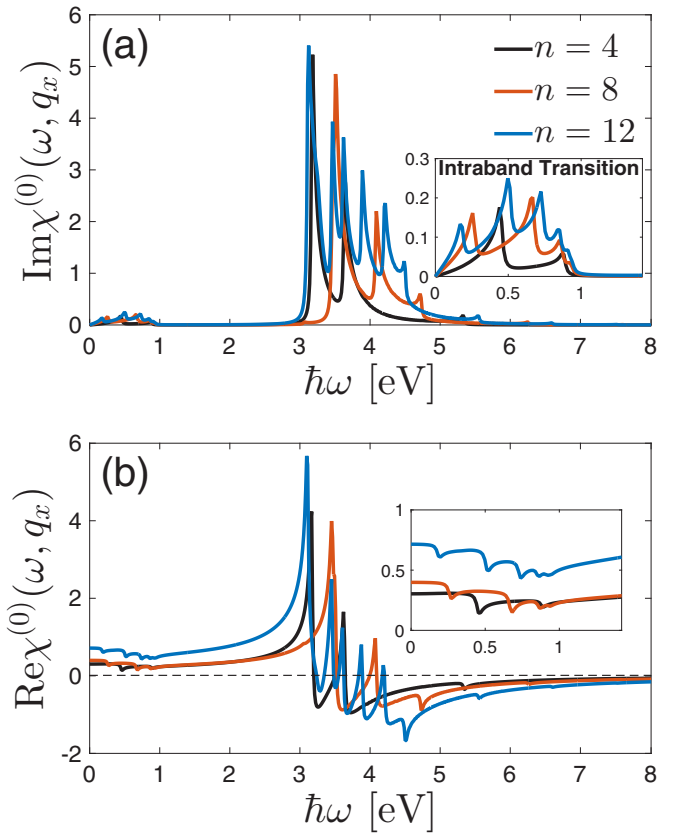 (a)
n = 4
n = 8
n = 12
Imχ⁽⁰⁾(ω, qₓ)
6
5
4
3
2
1
0
Intraband Transition
0.3
0.2
0.1
0
0 0.5 1
0 1 2 3 4 5 6 7 8
ħω [eV]
(b)
Reχ⁽⁰⁾(ω, qₓ)
6
4
2
0
-2
1
0.5
0
0 0.5 1
0 1 2 3 4 5 6 7 8
ħω [eV]